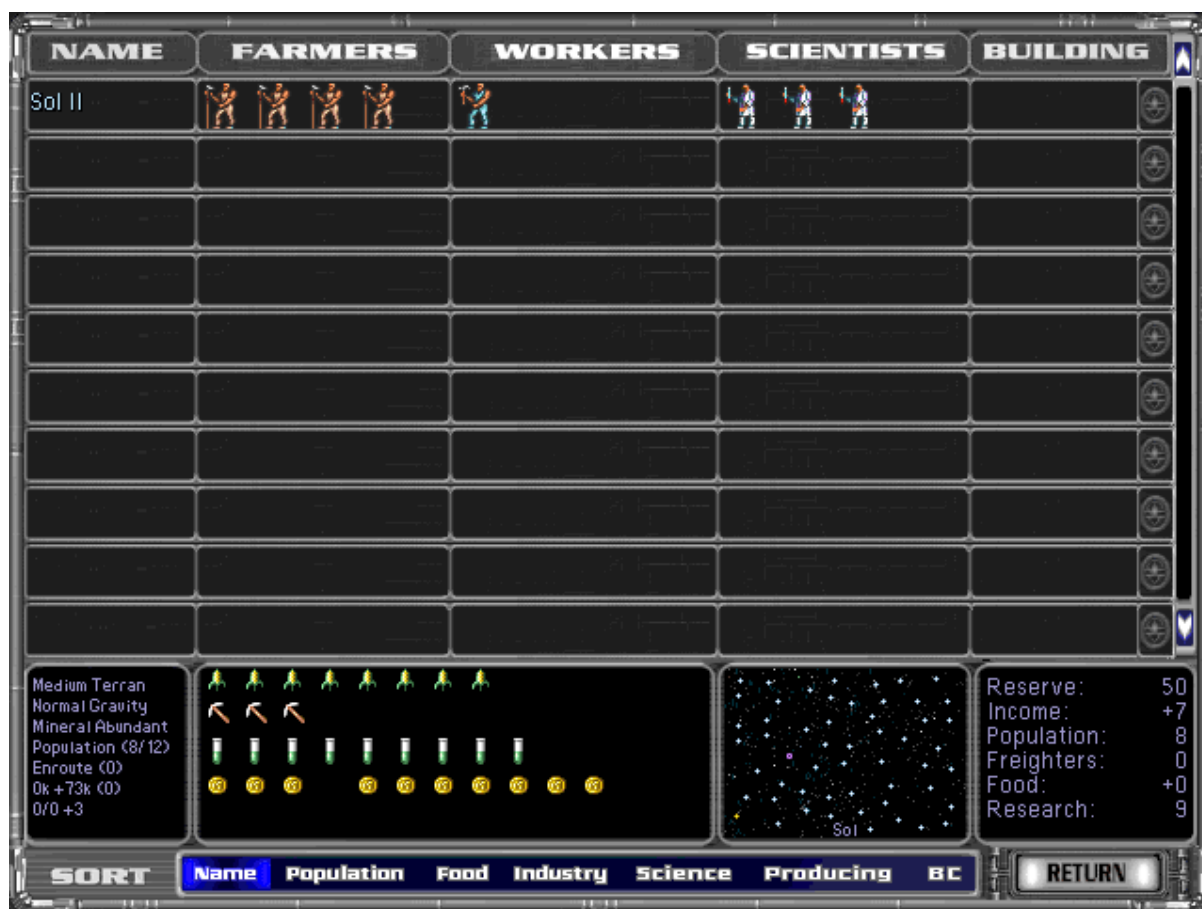 NAME FARMERS WORKERS SCIENTISTS BUILDING
Sol II
Medium Terran
Normal Gravity
Mineral Abundant
Population (8/12)
Enroute (0)
0k +73k (0)
0/0 +3
Sol
Reserve: 50
Income: +7
Population: 8
Freighters: 0
Food: +0
Research: 9
SORT Name Population Food Industry Science Producing BC RETURN